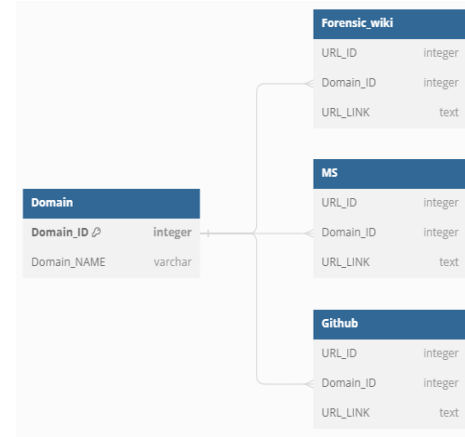 Forensic_wiki
URL_ID integer
Domain_ID integer
URL_LINK text
MS
URL_ID integer
Domain_ID integer
URL_LINK text
Domain
Domain_ID integer
Domain_NAME varchar
Github
URL_ID integer
Domain_ID integer
URL_LINK text